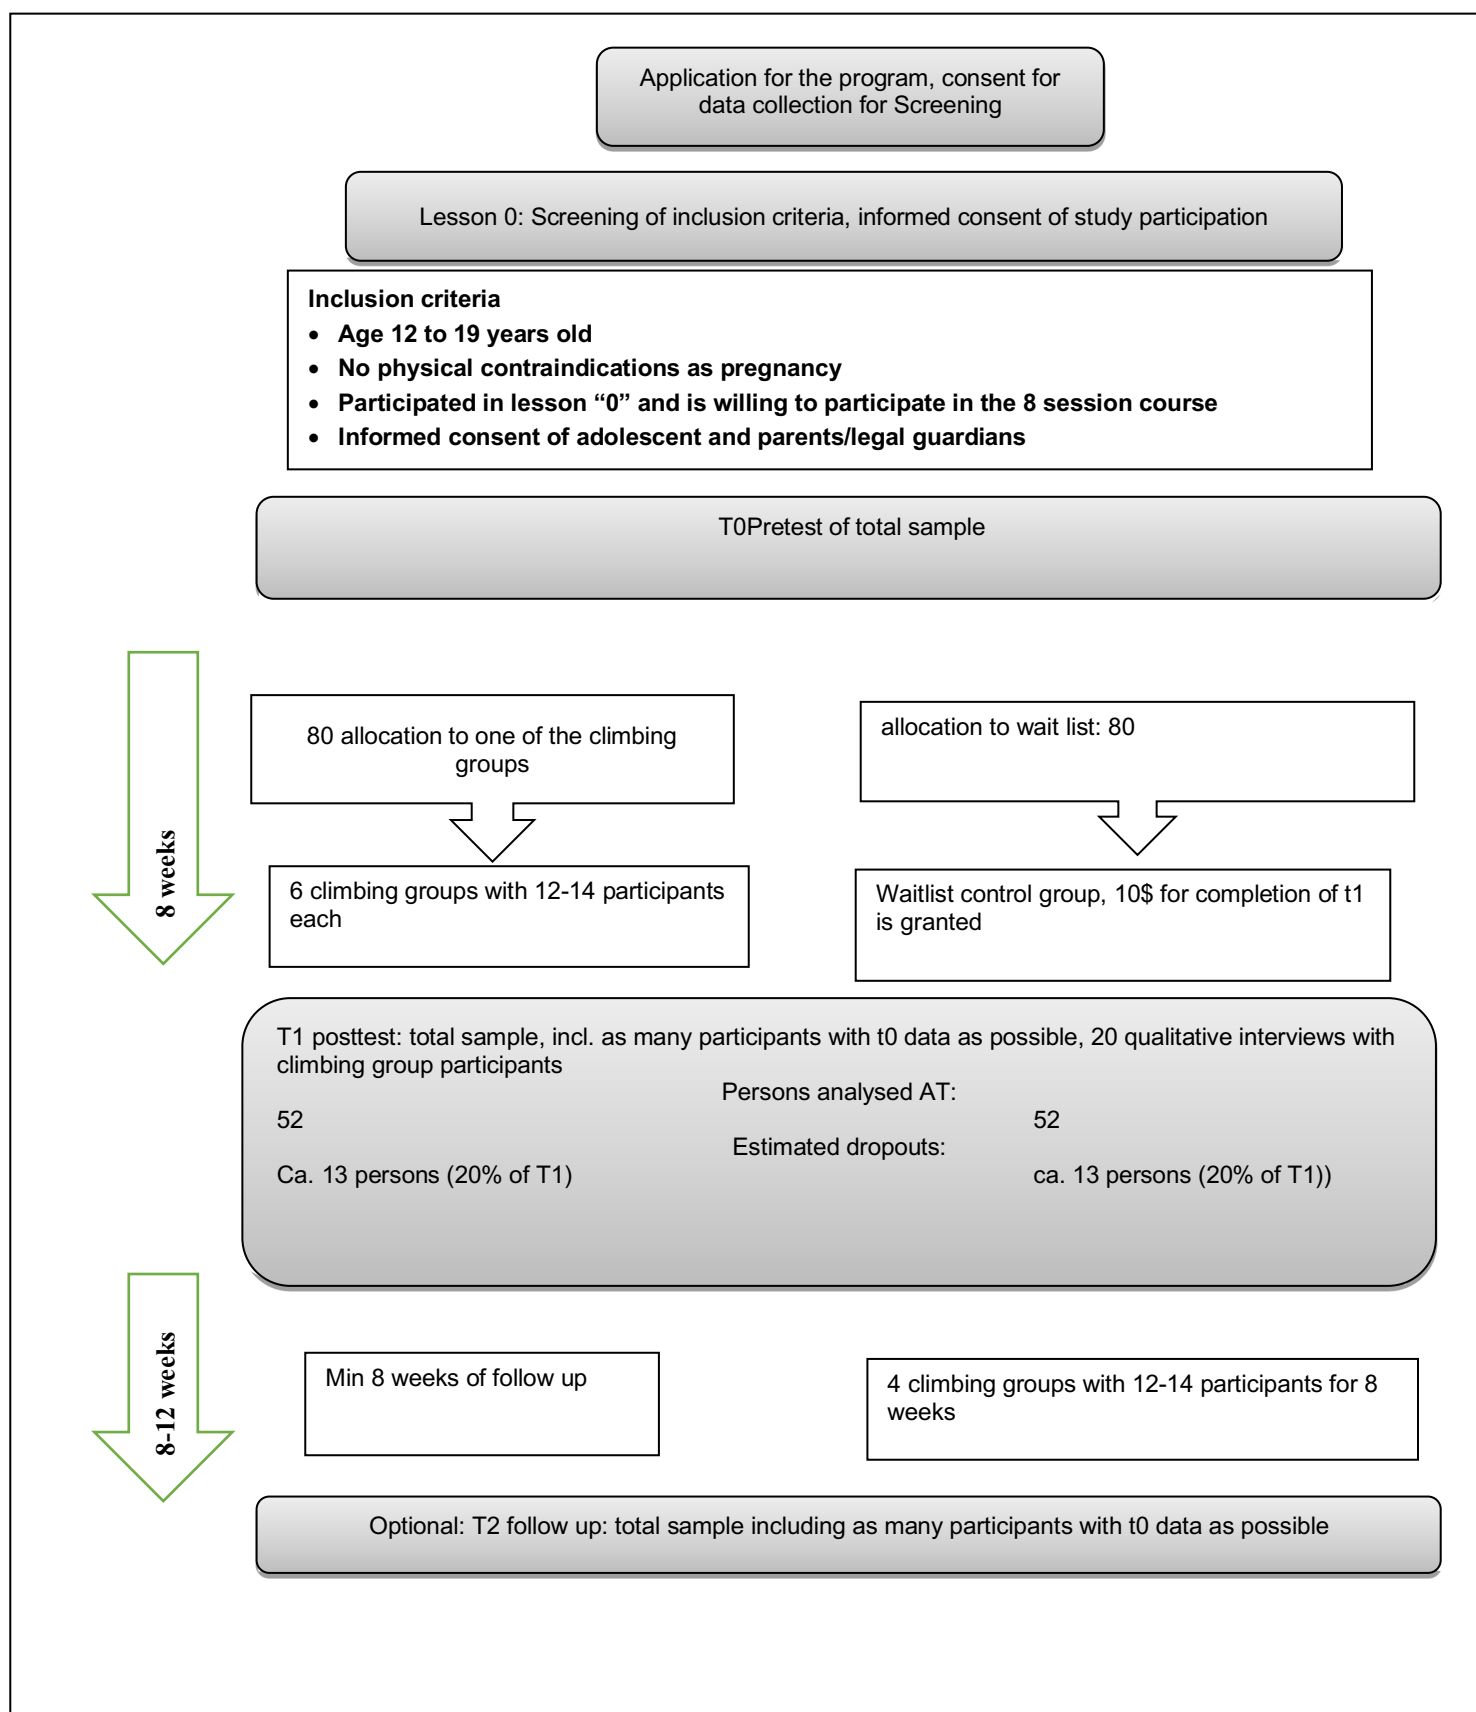 Application for the program, consent for
data collection for Screening
Lesson 0: Screening of inclusion criteria, informed consent of study participation
Inclusion criteria
• Age 12 to 19 years old
• No physical contraindications as pregnancy
• Participated in lesson “0” and is willing to participate in the 8 session course
• Informed consent of adolescent and parents/legal guardians
T0Pretest of total sample
8 weeks
80 allocation to one of the climbing
groups
allocation to wait list: 80
6 climbing groups with 12-14 participants
each
Waitlist control group, 10$ for completion of t1
is granted
T1 posttest: total sample, incl. as many participants with t0 data as possible, 20 qualitative interviews with
climbing group participants
Persons analysed AT:
52 52
Estimated dropouts:
Ca. 13 persons (20% of T1) ca. 13 persons (20% of T1))
8-12 weeks
Min 8 weeks of follow up
4 climbing groups with 12-14 participants for 8
weeks
Optional: T2 follow up: total sample including as many participants with t0 data as possible